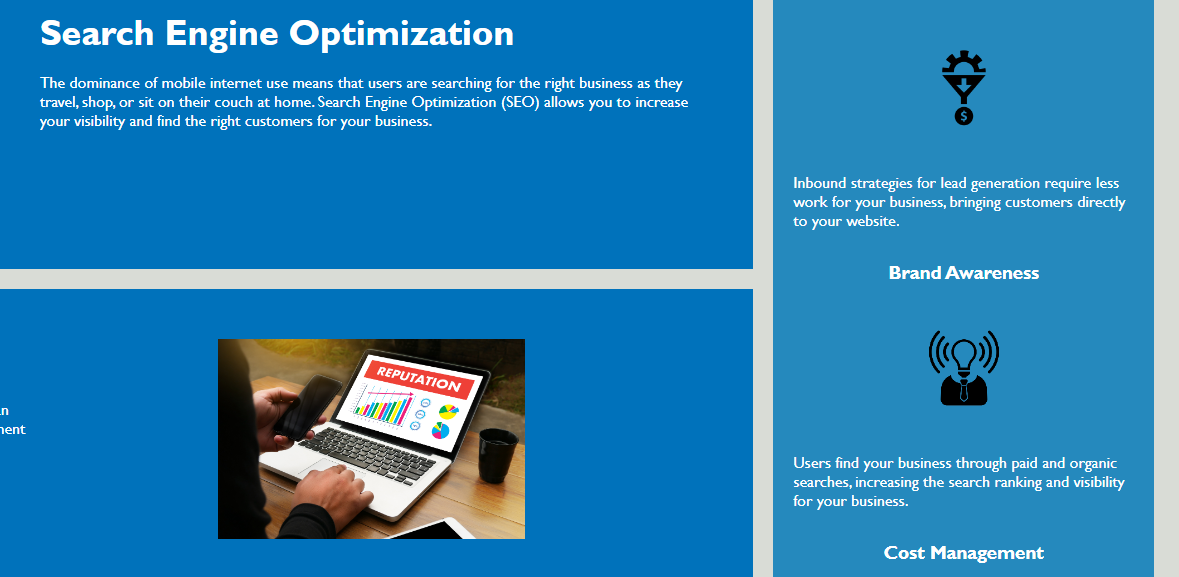 Search Engine Optimization
The dominance of mobile internet use means that users are searching for the right business as they
travel, shop, or sit on their couch at home. Search Engine Optimization (SEO) allows you to increase
your visibility and find the right customers for your business.
REPUTATION
$
Inbound strategies for lead generation require less
work for your business, bringing customers directly
to your website.
Brand Awareness
Users find your business through paid and organic
searches, increasing the search ranking and visibility
for your business.
Cost Management